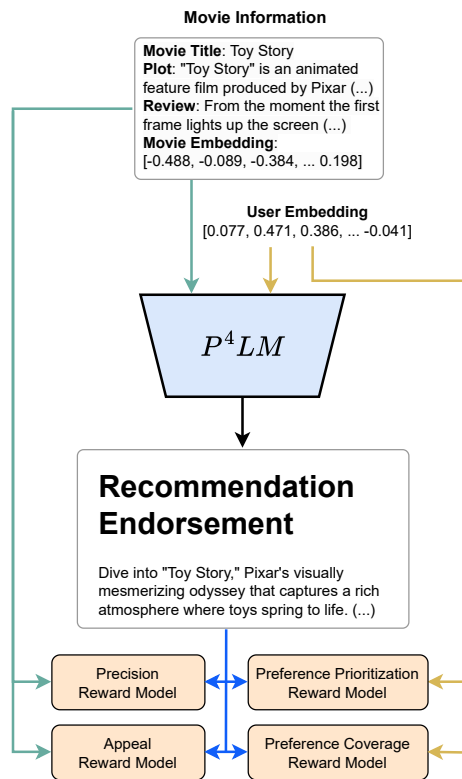 Movie Information
Movie Title: Toy Story
Plot: "Toy Story" is an animated
feature film produced by Pixar (...)
Review: From the moment the first
frame lights up the screen (...)
Movie Embedding:
[-0.488, -0.089, -0.384, ... 0.198]
User Embedding
[0.077, 0.471, 0.386, ... -0.041]
P⁴LM
Recommendation
Endorsement
Dive into "Toy Story," Pixar's visually
mesmerizing odyssey that captures a rich
atmosphere where toys spring to life. (...)
Precision
Reward Model
Preference Prioritization
Reward Model
Appeal
Reward Model
Preference Coverage
Reward Model